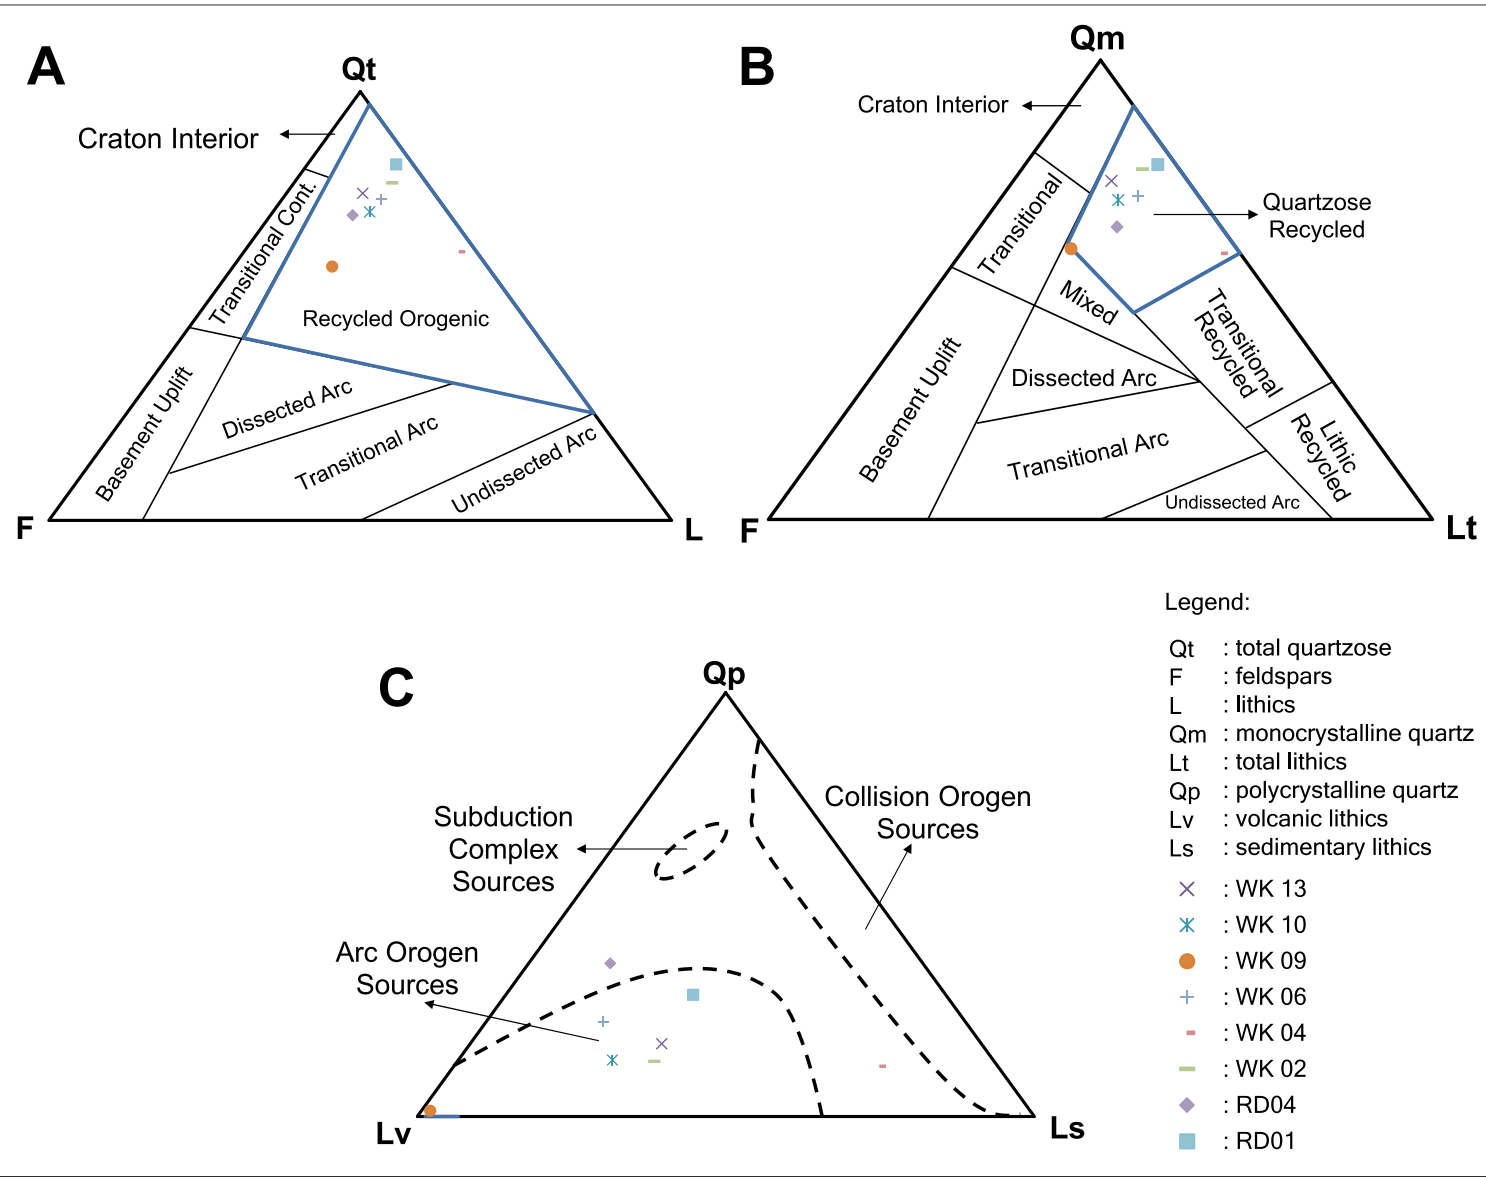 A
Qt
Craton Interior
Transitional Cont.
Recycled Orogenic
Basement Uplift
Dissected Arc
Transitional Arc
Undissected Arc
F
L
B
Qm
Craton Interior
Transitional
Quartzose
Recycled
Mixed
Transitional
Recycled
Basement Uplift
Dissected Arc
Transitional Arc
Lithic
Recycled
Undissected Arc
F
Lt
C
Qp
Subduction
Complex
Sources
Collision Orogen
Sources
Arc Orogen
Sources
Lv
Ls
Legend:
Qt : total quartzose
F : feldspars
L : lithics
Qm : monocrystalline quartz
Lt : total lithics
Qp : polycrystalline quartz
Lv : volcanic lithics
Ls : sedimentary lithics
: WK 13
: WK 10
: WK 09
: WK 06
: WK 04
: WK 02
: RD04
: RD01